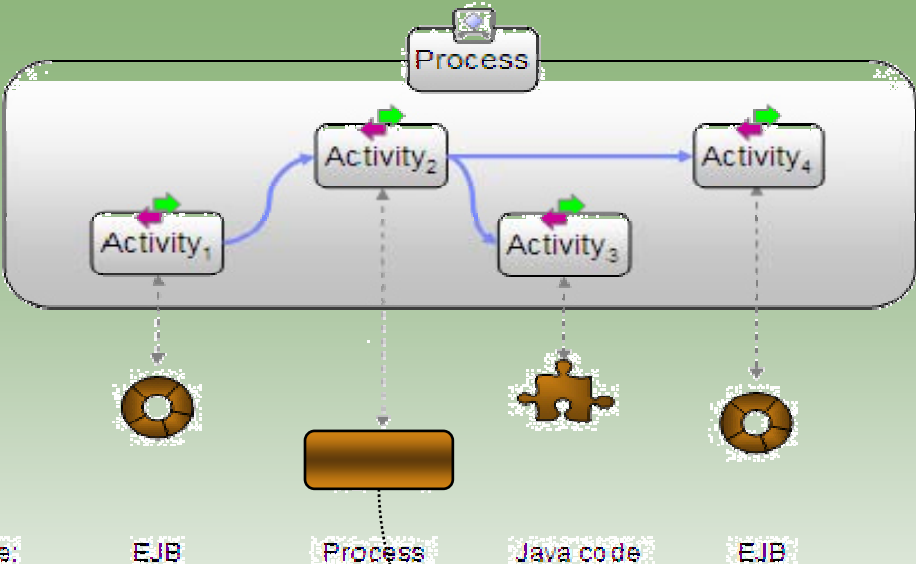 Process
Activity2
Activity4
Activity1
Activity3
e:
EJB
Process
Java code
EJB